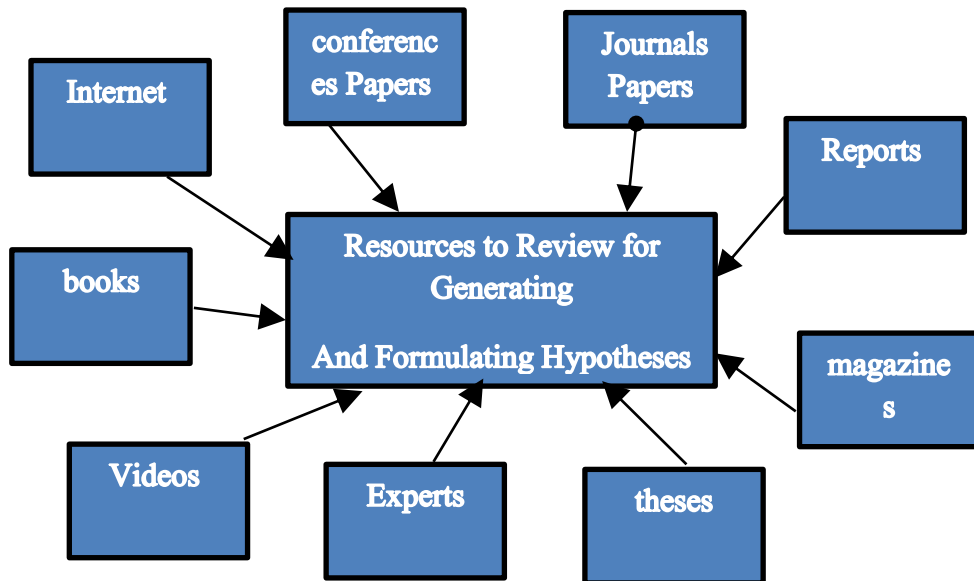 conferenc
es Papers
Journals
Papers
Internet
Reports
Resources to Review for
Generating
And Formulating Hypotheses
books
magazine
s
Videos
Experts
theses